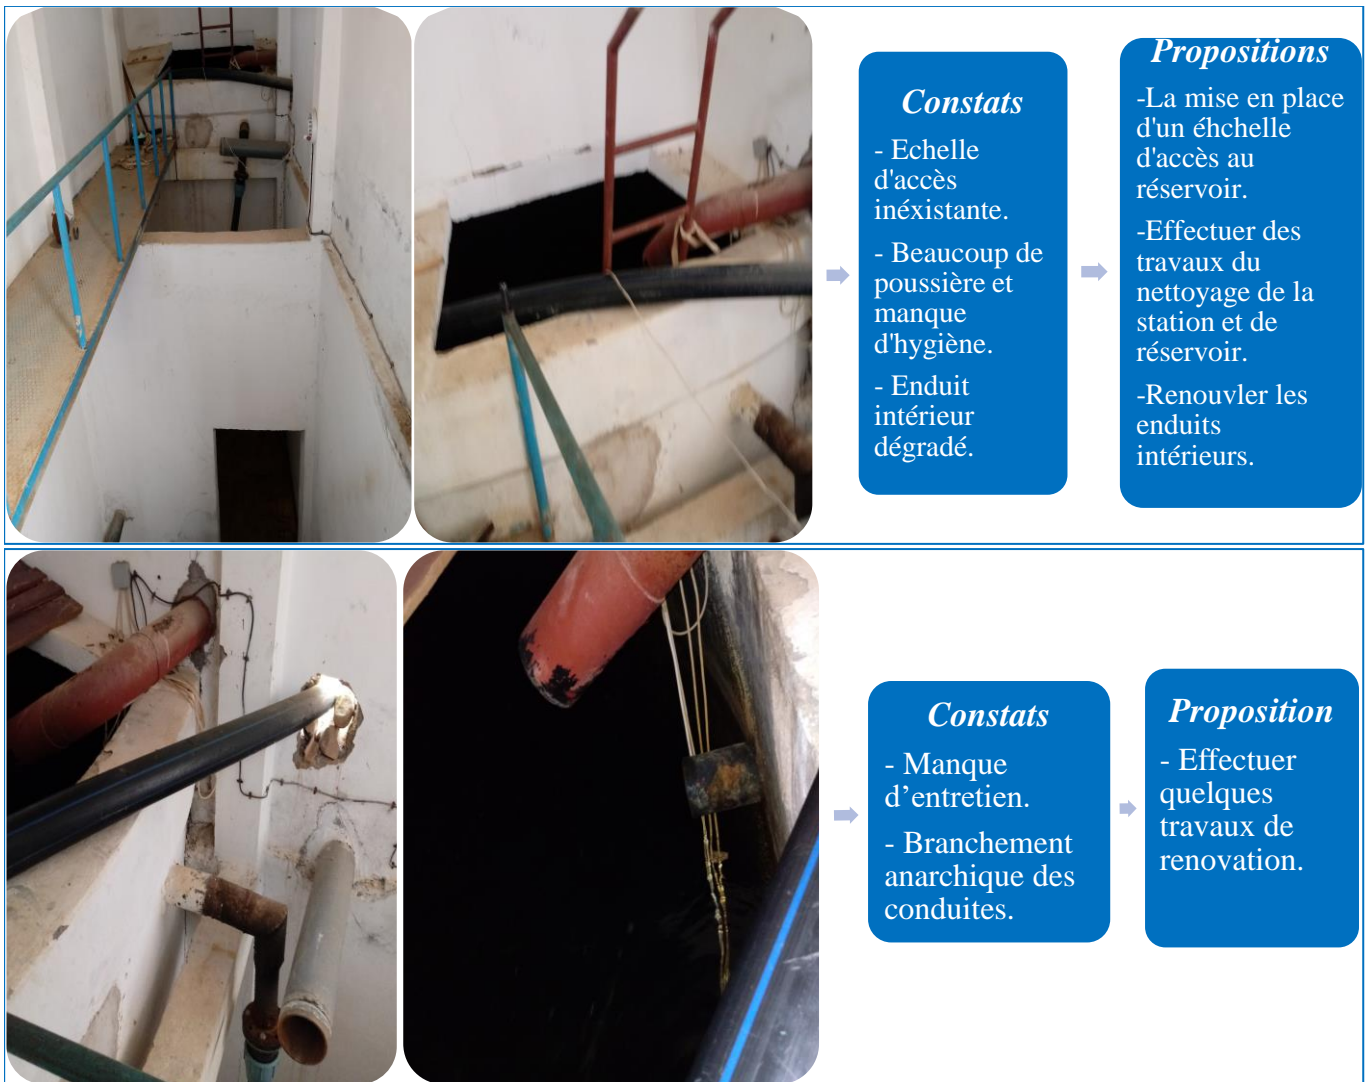 Constats
- Echelle
d'accès
inéxistante.
- Beaucoup de
poussière et
manque
d'hygiène.
- Enduit
intérieur
dégradé.
Propositions
-La mise en place
d'un éhchelle
d'accès au
réservoir.
-Effectuer des
travaux du
nettoyage de la
station et de
réservoir.
-Renouvler les
enduits
intérieurs.
Constats
- Manque
d’entretien.
- Branchement
anarchique des
conduites.
Proposition
- Effectuer
quelques
travaux de
renovation.